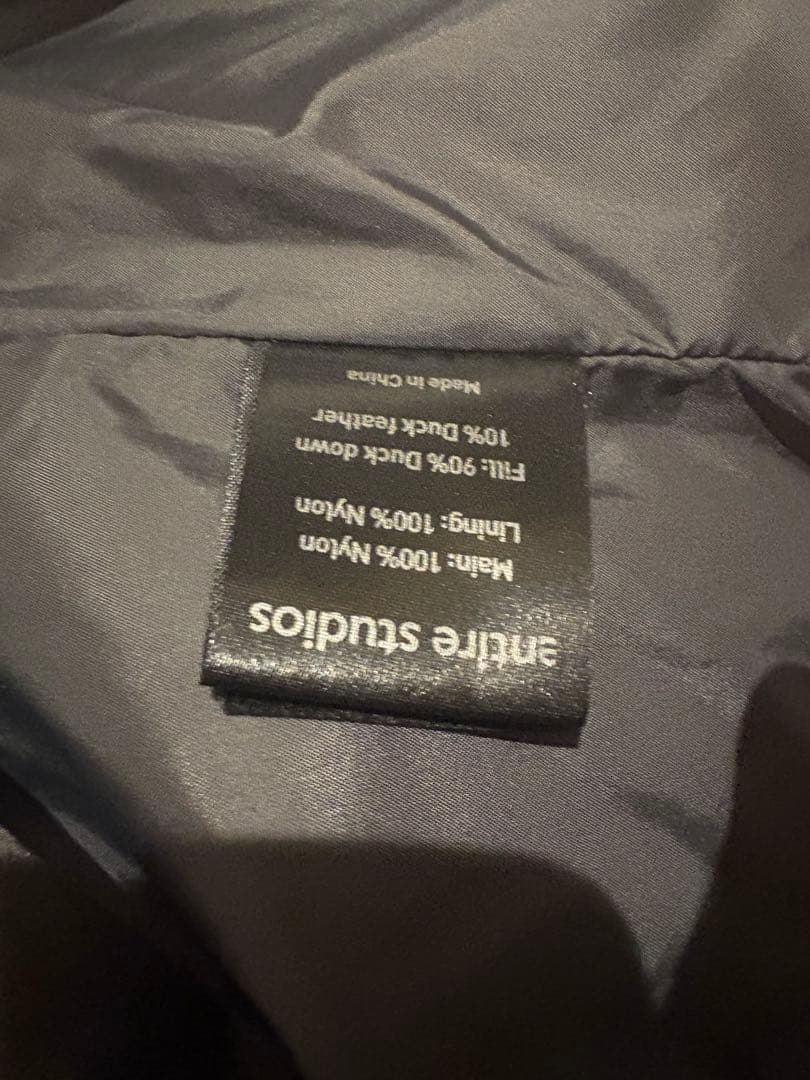 entire studios
Main: 100% Nylon
Lining: 100% Nylon
Fill: 90% Duck down
10% Duck feather
Made in China